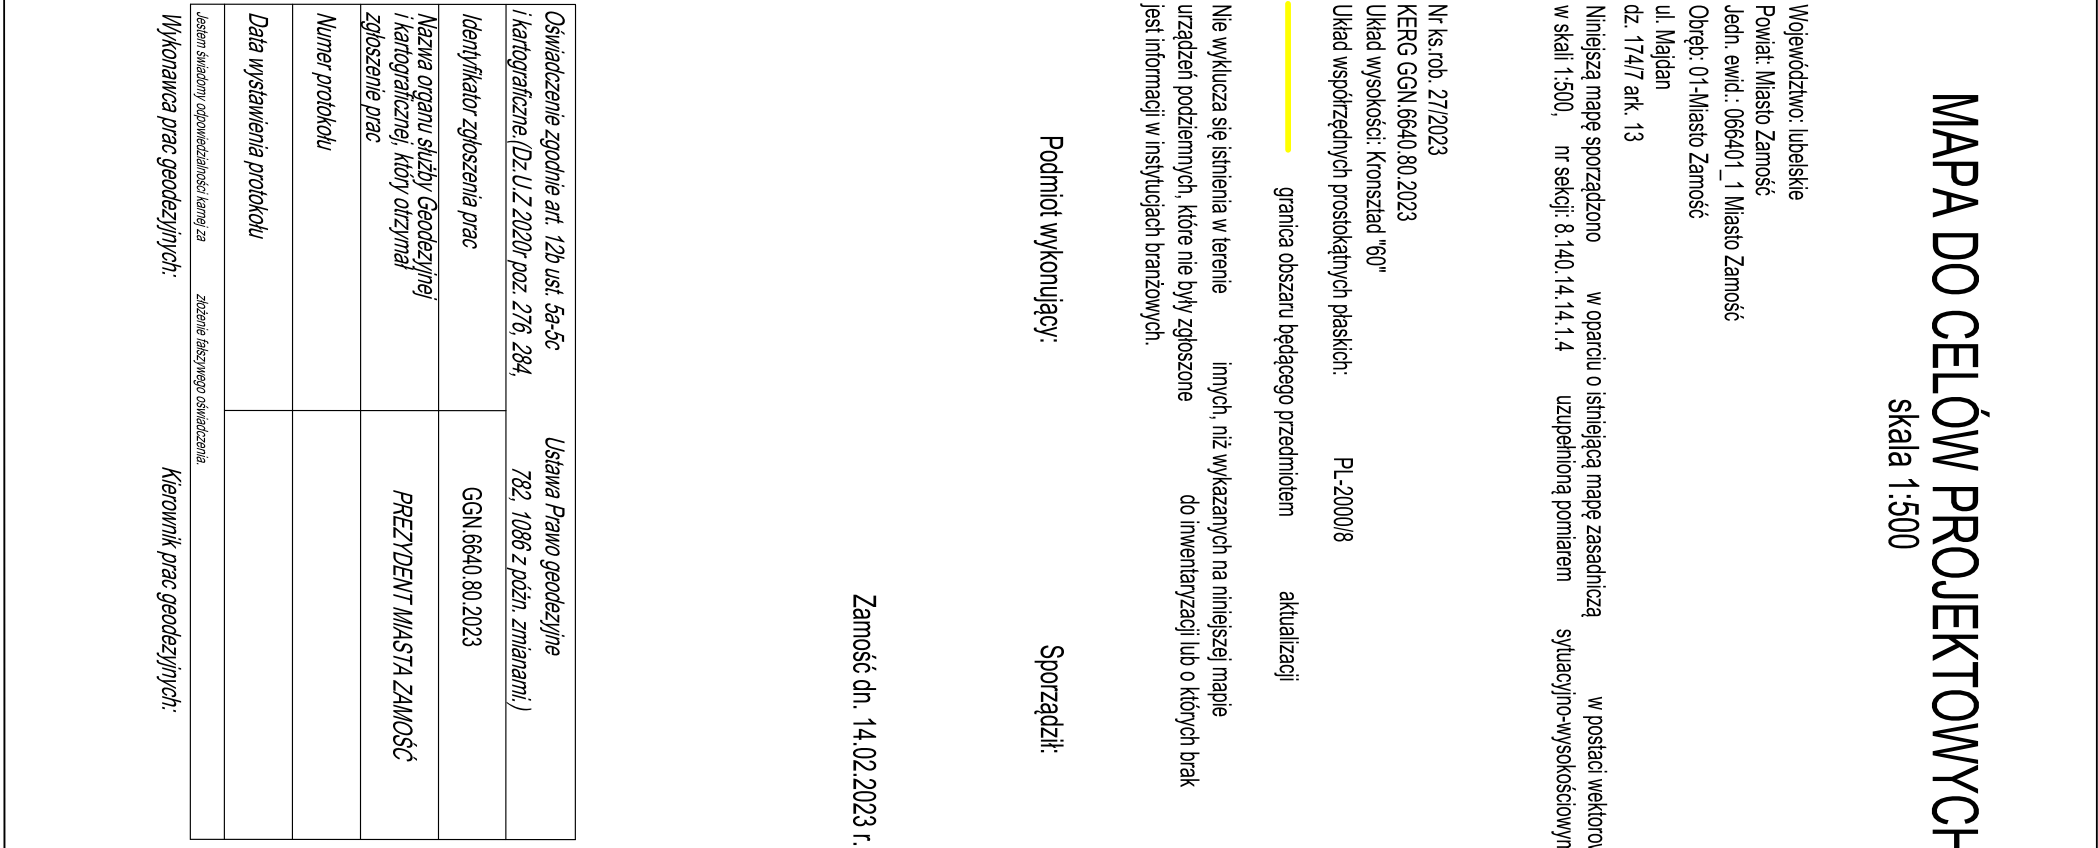 MAPA DO CELÓW PROJEKTOWYCH
skala 1:500
Województwo: lubelskie
Powiat: Miasto Zamość
Jedn. ewid.: 066401_1 Miasto Zamość
Obręb: 01-Miasto Zamość
ul. Majdan
dz. 174/7 ark. 13
Niniejszą mapę sporządzono w oparciu o istniejącą mapę zasadniczą w postaci wektorow
w skali 1:500, nr sekcji: 8.140.14.14.1.4 uzupełnioną pomiarem sytuacyjno-wysokościowym
Nr ks.rob. 27/2023
KERG GGN.6640.80.2023
Układ wysokości: Kronsztad "60"
Układ współrzędnych prostokątnych płaskich: PL-2000/8
granica obszaru będącego przedmiotem aktualizacji
Nie wyklucza się istnienia w terenie innych, niż wykazanych na niniejszej mapie
urządzeń podziemnych, które nie były zgłoszone do inwentaryzacji lub o których brak
jest informacji w instytucjach branżowych.
Podmiot wykonujący: Sporządził:
Zamość dn. 14.02.2023 r.
Oświadczenie zgodnie art. 12b ust. 5a-5c Ustawa Prawo geodezyjne
i kartograficzne.(Dz.U.Z 2020r poz. 276, 284, 782, 1086 z późn. zmianami.)
Identyfikator zgłoszenia prac GGN.6640.80.2023
Nazwa organu służby Geodezyjnej
i kartograficznej, który otrzymał
zgłoszenie prac
PREZYDENT MIASTA ZAMOŚĆ
Numer protokołu
Data wystawienia protokołu
Jestem świadomy odpowiedzialności karnej za złożenie fałszywego oświadczenia.
Wykonawca prac geodezyjnych: Kierownik prac geodezyjnych: